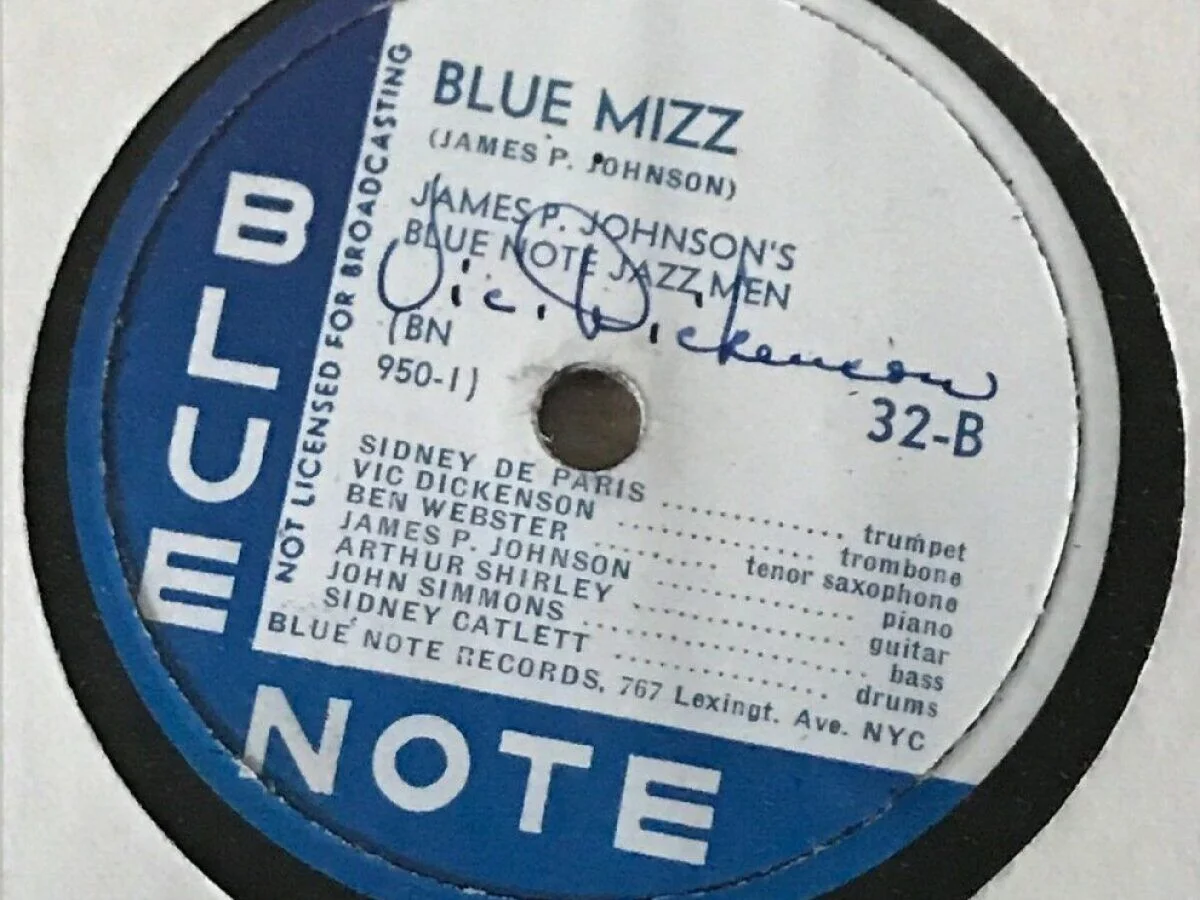 BLUE MIZZ
(JAMES P. JOHNSON)
JAMES P. JOHNSON'S
BLUE NOTE JAZZ MEN
Vic. Dickenson
(BN
950-1)
32-B
SIDNEY DE PARIS .............. trumpet
VIC DICKENSON .............. trombone
BEN WEBSTER ........ tenor saxophone
JAMES P. JOHNSON .............. piano
ARTHUR SHIRLEY .............. guitar
JOHN SIMMONS .............. bass
SIDNEY CATLETT .............. drums
BLUE NOTE RECORDS, 767 Lexingt. Ave. NYC
NOT LICENSED FOR BROADCASTING
BLUE
NOTE